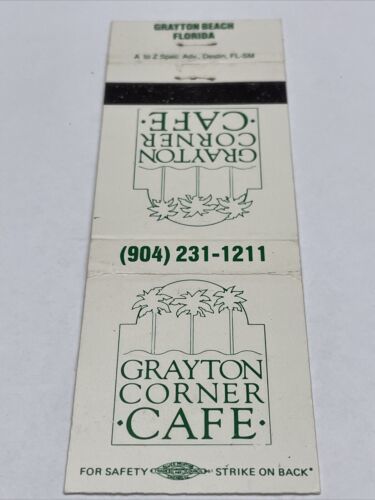 GRAYTON BEACH
FLORIDA
A to Z Spec. Adv., Destin, FL-SM
GRAYTON
CORNER
·CAFE·
(904) 231-1211
GRAYTON
CORNER
·CAFE·
FOR SAFETY STRIKE ON BACK